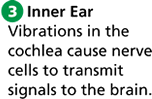 3 Inner Ear
Vibrations in the
cochlea cause nerve
cells to transmit
signals to the brain.